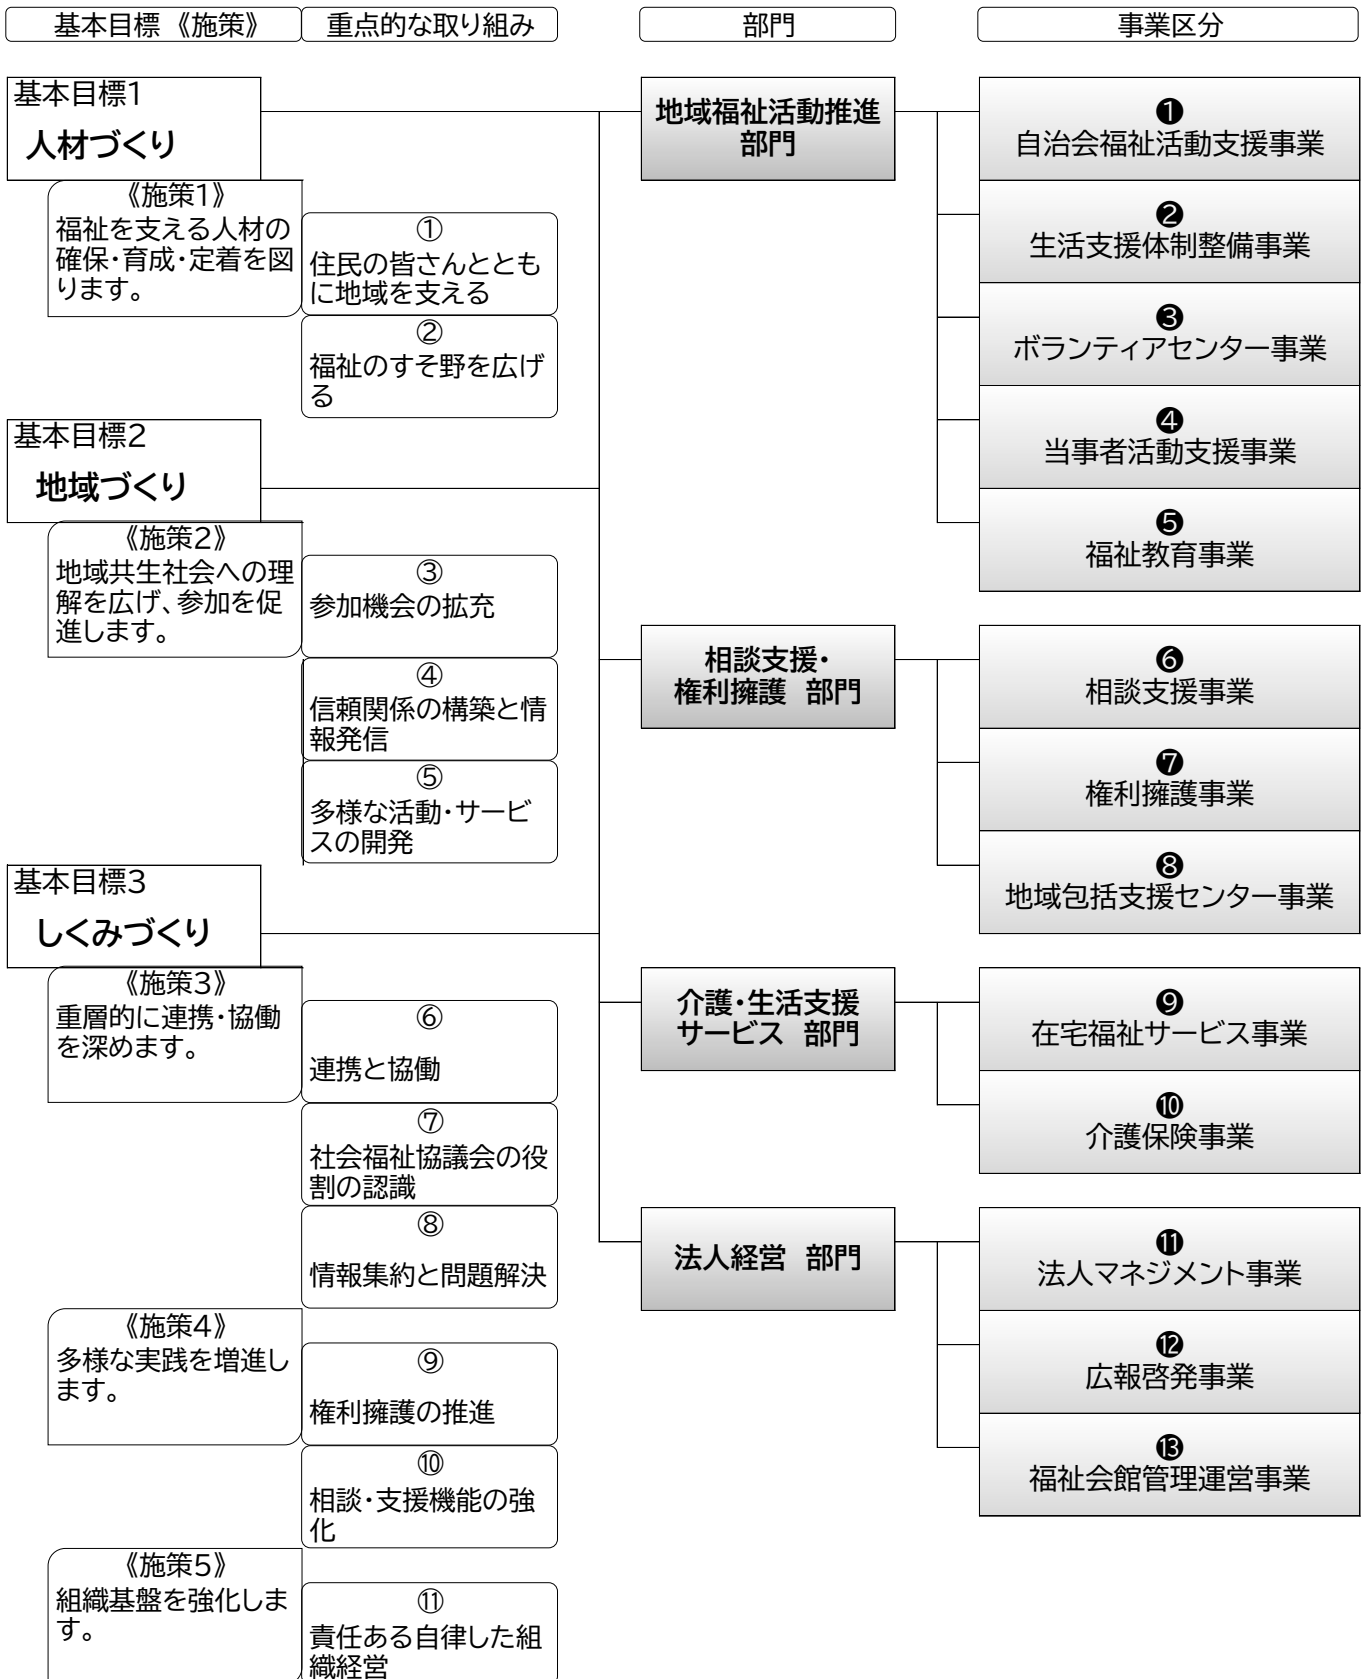 基本目標 《施策》
重点的な取り組み
部門
事業区分
基本目標1
人材づくり
《施策1》
福祉を支える人材の
確保・育成・定着を図
ります。
①
住民の皆さんととも
に地域を支える
②
福祉のすそ野を広げ
る
基本目標2
地域づくり
《施策2》
地域共生社会への理
解を広げ、参加を促
進します。
③
参加機会の拡充
④
信頼関係の構築と情
報発信
⑤
多様な活動・サービ
スの開発
基本目標3
しくみづくり
《施策3》
重層的に連携・協働
を深めます。
⑥
連携と協働
⑦
社会福祉協議会の役
割の認識
⑧
情報集約と問題解決
《施策4》
多様な実践を増進し
ます。
⑨
権利擁護の推進
⑩
相談・支援機能の強
化
《施策5》
組織基盤を強化しま
す。
⑪
責任ある自律した組
織経営
地域福祉活動推進
部門
❶
自治会福祉活動支援事業
❷
生活支援体制整備事業
❸
ボランティアセンター事業
❹
当事者活動支援事業
❺
福祉教育事業
相談支援・
権利擁護 部門
❻
相談支援事業
❼
権利擁護事業
❽
地域包括支援センター事業
介護・生活支援
サービス 部門
❾
在宅福祉サービス事業
❿
介護保険事業
法人経営 部門
⓫
法人マネジメント事業
⓬
広報啓発事業
⓭
福祉会館管理運営事業